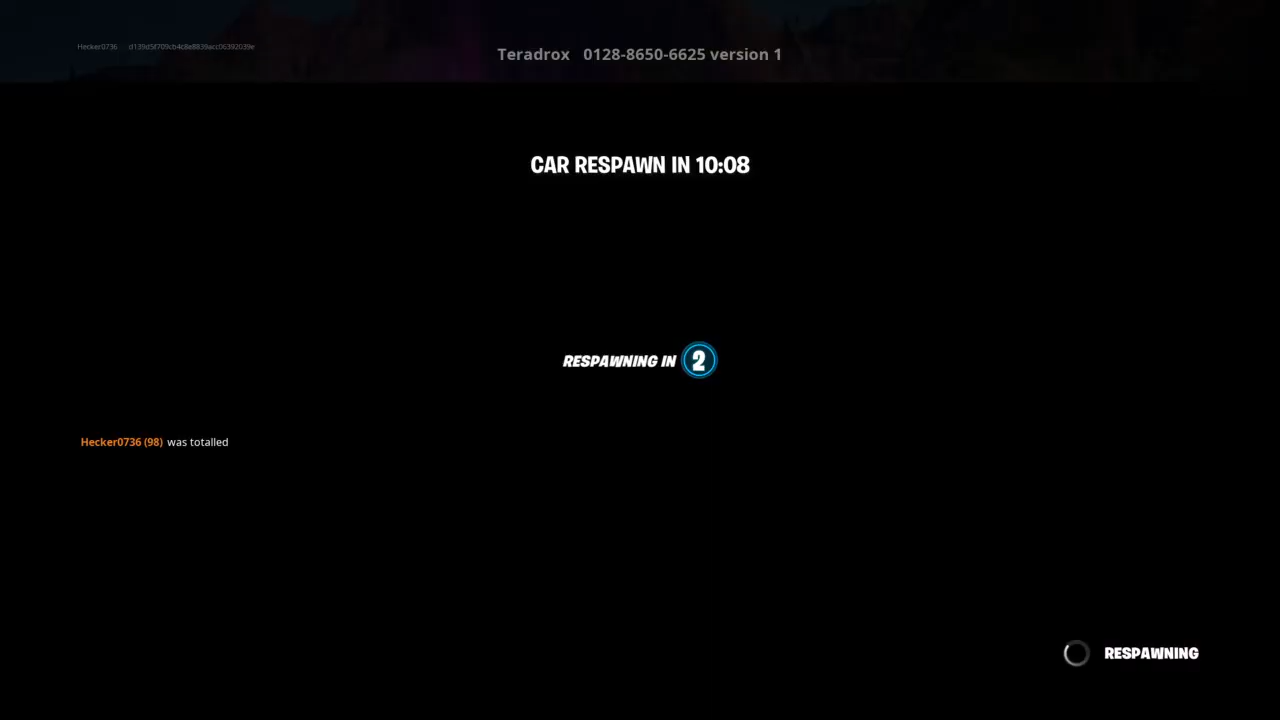 Hecker0736
Teradrox 0128-8650-6625 version 1
CAR RESPAWN IN 10:08
RESPAWNING IN 2
Hecker0736 (98) was totalled
RESPAWNING